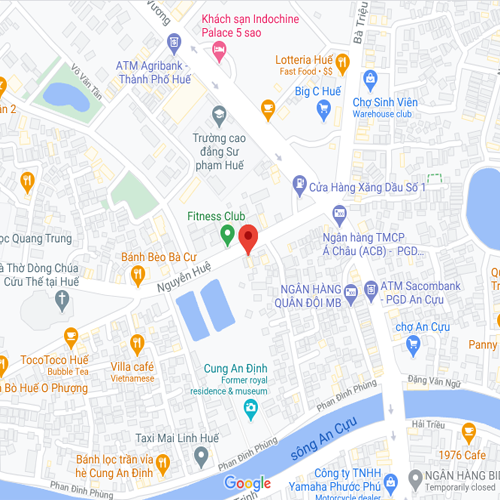 Vương
Khách sạn Indochine
Palace 5 sao
Bà Triệu
ATM Agribank -
Thành Phố Huế
Lotteria Huế
Fast Food • $$
Võ Văn Tần
Big C Huế
Chợ Sinh Viên
Warehouse club
án 2
Trường cao
đẳng Sư
phạm Huế
Cửa Hàng Xăng Dầu Số 1
Fitness Club
ọc Quang Trung
Ngân hàng TMCP
Á Châu (ACB) - PGD...
Bánh Bèo Bà Cư
Nguyễn Huệ
à Thờ Dòng Chúa
Cứu Thế tại Huế
NGÂN HÀNG
QUÂN ĐỘI MB
ATM Sacombank
- PGD An Cựu
Quá
chợ An Cựu
Panny
TocoToco Huế
Bubble Tea
Villa café
Vietnamese
Cung An Định
Former royal
residence & museum
Bò Huế O Phượng
Phan Đình Phùng
Đặng Văn Ngữ
Taxi Mai Linh Huế
Phan Đình Phùng
sông An Cựu
Hải Triều
1976 Cafe
Bánh lọc trần vỉa
hè Cung An Định
Google
Công ty TNHH
Yamaha Phước Phú
Motorcycle dealer
NGÂN HÀNG BI
Temporarily closed
Trinh